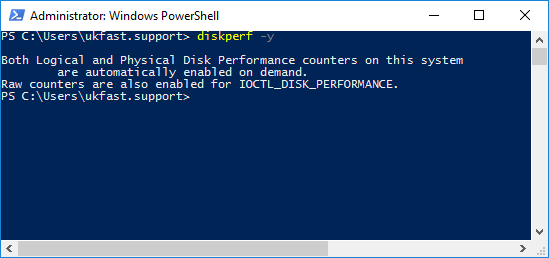 Administrator: Windows PowerShell
PS C:\Users\ukfast.support> diskperf -y
Both Logical and Physical Disk Performance counters on this system
are automatically enabled on demand.
Raw counters are also enabled for IOCTL_DISK_PERFORMANCE.
PS C:\Users\ukfast.support>